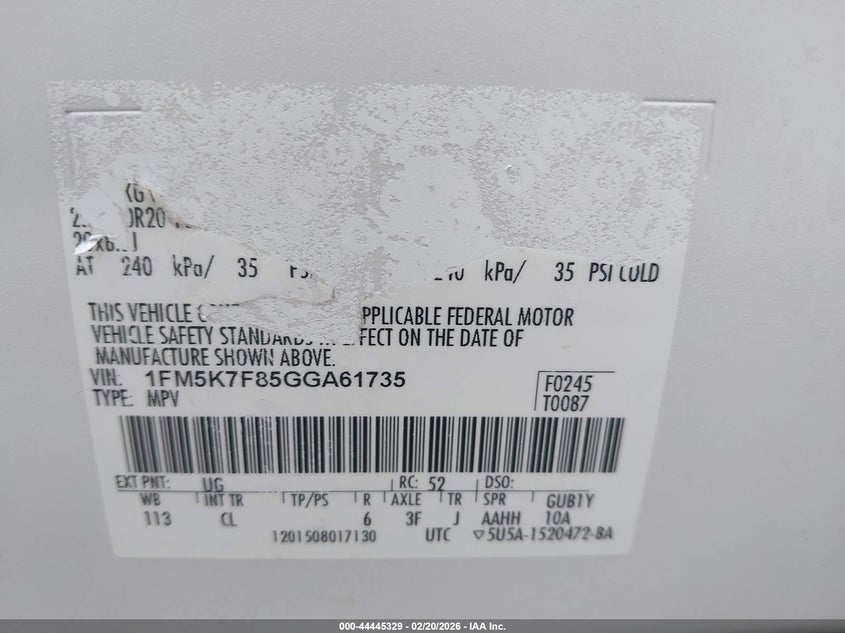 AT 240 kPa/ 35 kPa/ 35 PSI COLD
THIS VEHICLE PPLICABLE FEDERAL MOTOR
VEHICLE SAFETY STANDARDS FFECT ON THE DATE OF
MANUFACTURE SHOWN ABOVE.
VIN: 1FM5K7F85GGA61735
TYPE: MPV
F0245
T0087
EXT PNT: UG RC: 52 DSO:
WB INT TR TP/PS R AXLE TR SPR GUB1Y
113 CL 6 3F J AAHH 10A
1201508017130 UTC ▽5U5A-1520472-BA
000-44445329 - 02/20/2026 - IAA Inc.